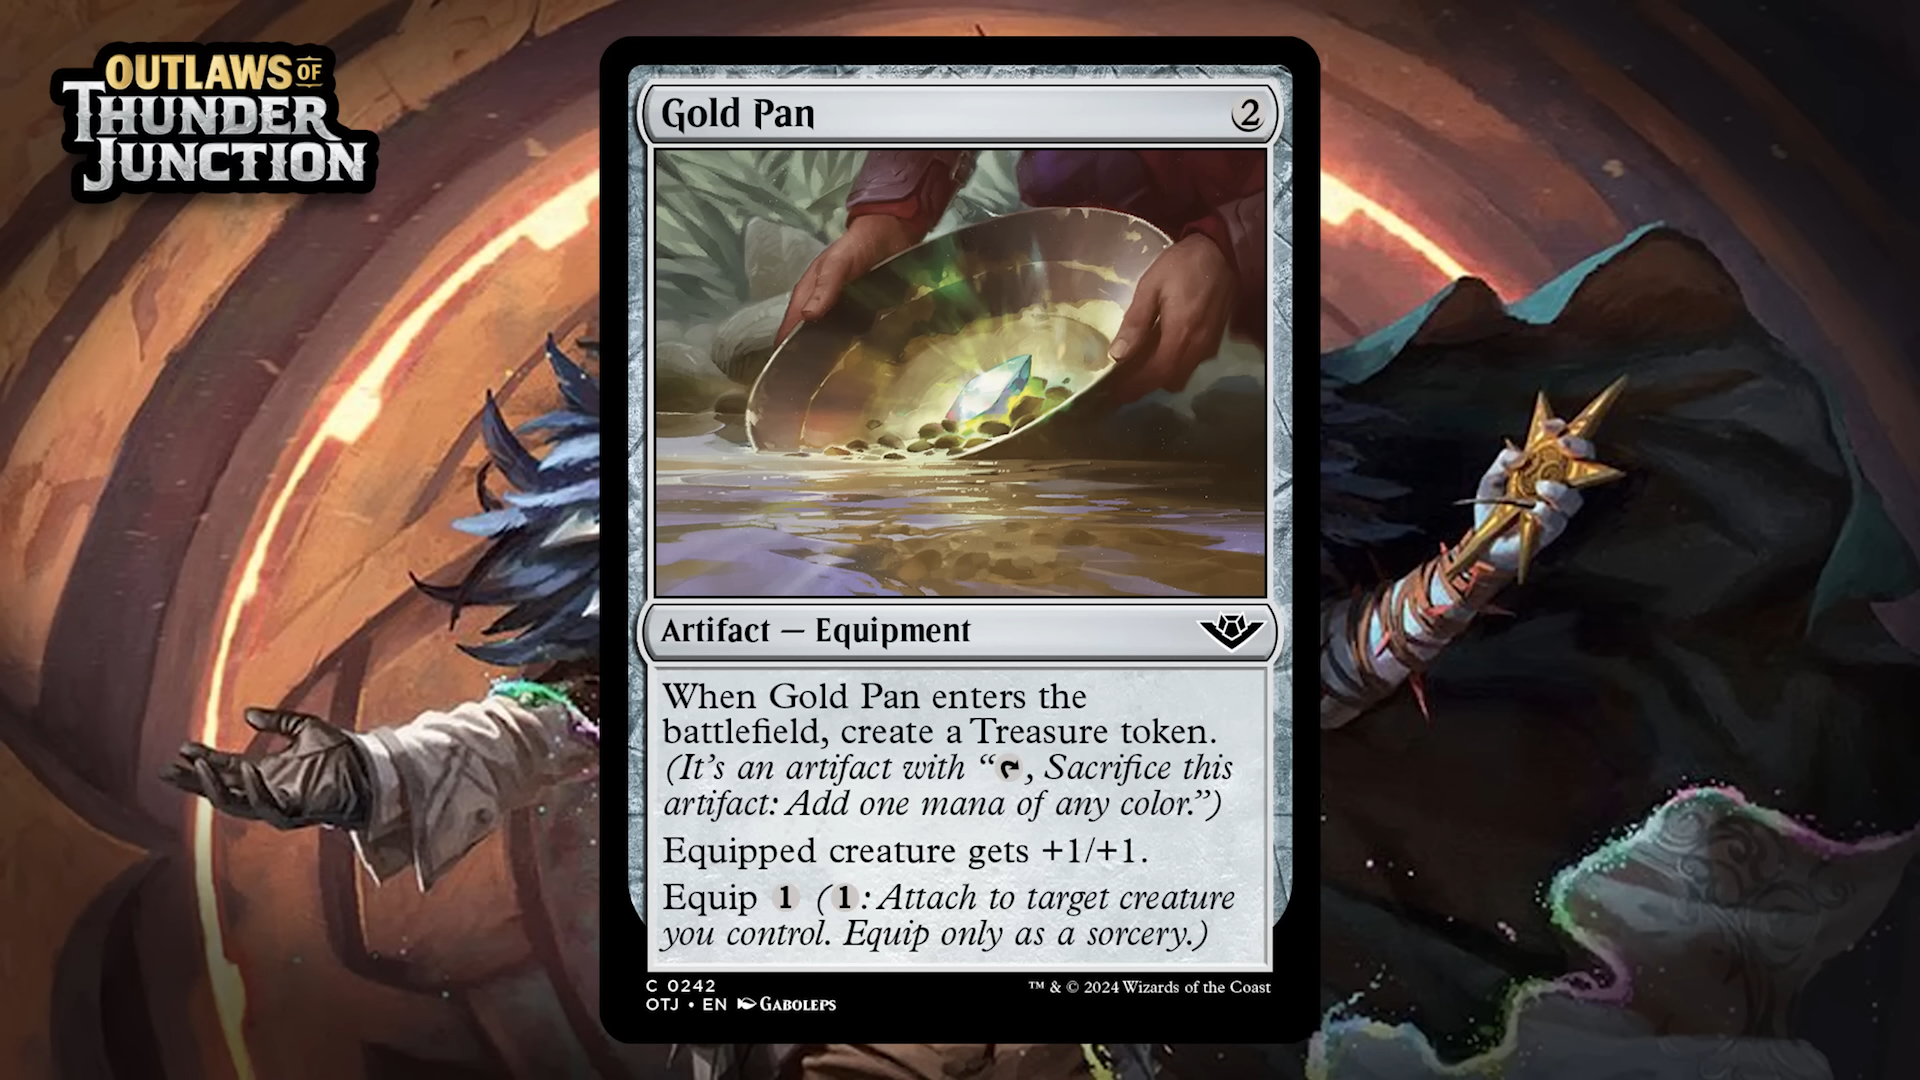 OUTLAWS OF
THUNDER
JUNCTION
Gold Pan
2
Artifact — Equipment
When Gold Pan enters the
battlefield, create a Treasure token.
(It's an artifact with “, Sacrifice this
artifact: Add one mana of any color.”)
Equipped creature gets +1/+1.
Equip 1 (1: Attach to target creature
you control. Equip only as a sorcery.)
C 0242
OTJ • EN GABOLEPS
™ & © 2024 Wizards of the Coast